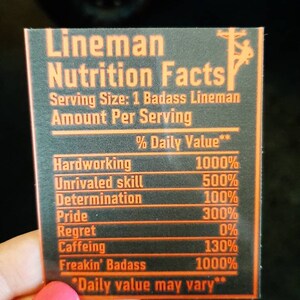 Lineman
Nutrition Facts
Serving Size: 1 Badass Lineman
Amount Per Serving
% Daily Value**
Hardworking 1000%
Unrivaled skill 500%
Determination 100%
Pride 300%
Regret 0%
Caffeing 130%
Freakin' Badass 1000%
*Daily value may vary**